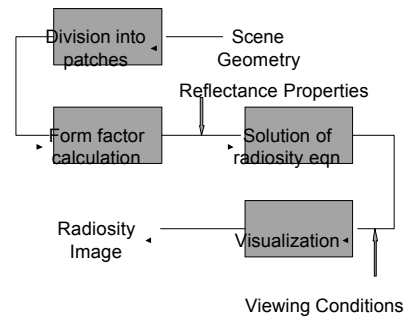 Division into
patches
Scene
Geometry
Reflectance Properties
Form factor
calculation
Solution of
radiosity eqn
Radiosity
Image
Visualization
Viewing Conditions